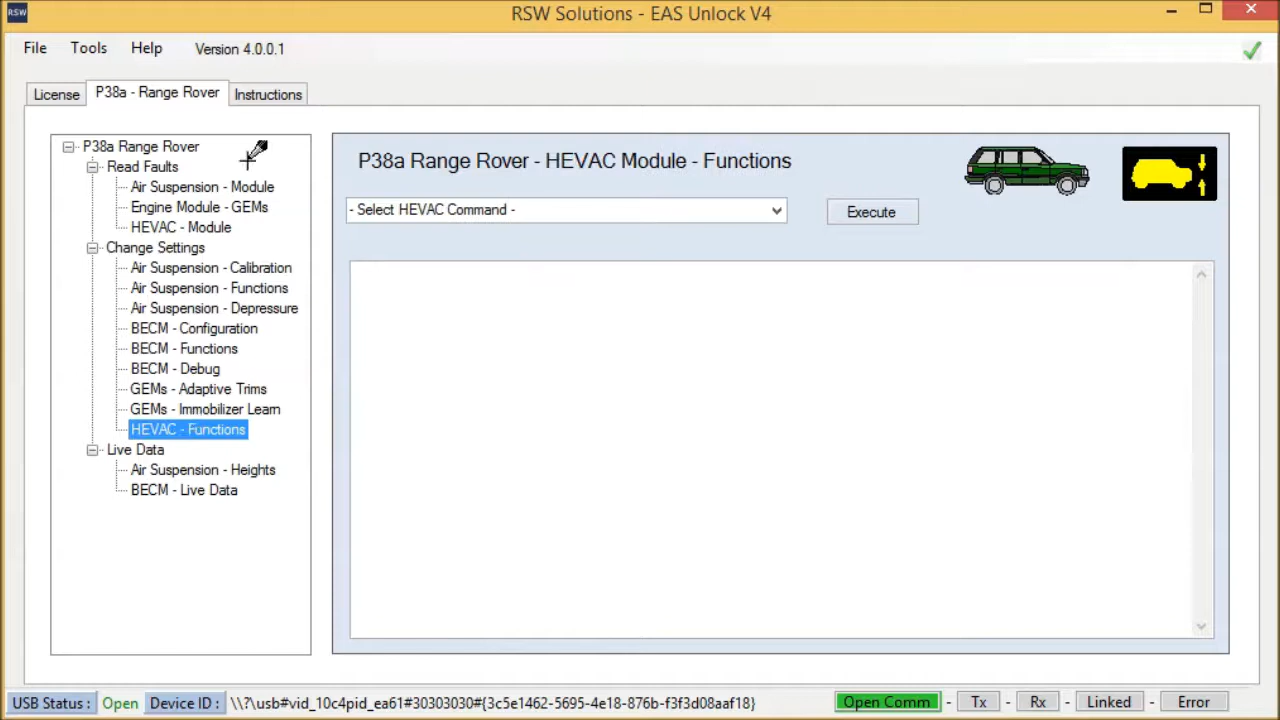 RSW
RSW Solutions - EAS Unlock V4
File Tools Help Version 4.0.0.1
License P38a - Range Rover Instructions
P38a Range Rover
Read Faults
Air Suspension - Module
Engine Module - GEMs
HEVAC - Module
Change Settings
Air Suspension - Calibration
Air Suspension - Functions
Air Suspension - Depressure
BECM - Configuration
BECM - Functions
BECM - Debug
GEMs - Adaptive Trims
GEMs - Immobilizer Learn
HEVAC - Functions
Live Data
Air Suspension - Heights
BECM - Live Data
P38a Range Rover - HEVAC Module - Functions
- Select HEVAC Command -
Execute
USB Status : Open Device ID : \\?\usb#vid_10c4pid_ea61#30303030#{3c5e1462-5695-4e18-876b-f3f3d08aaf18} Open Comm - Tx - Rx - Linked - Error